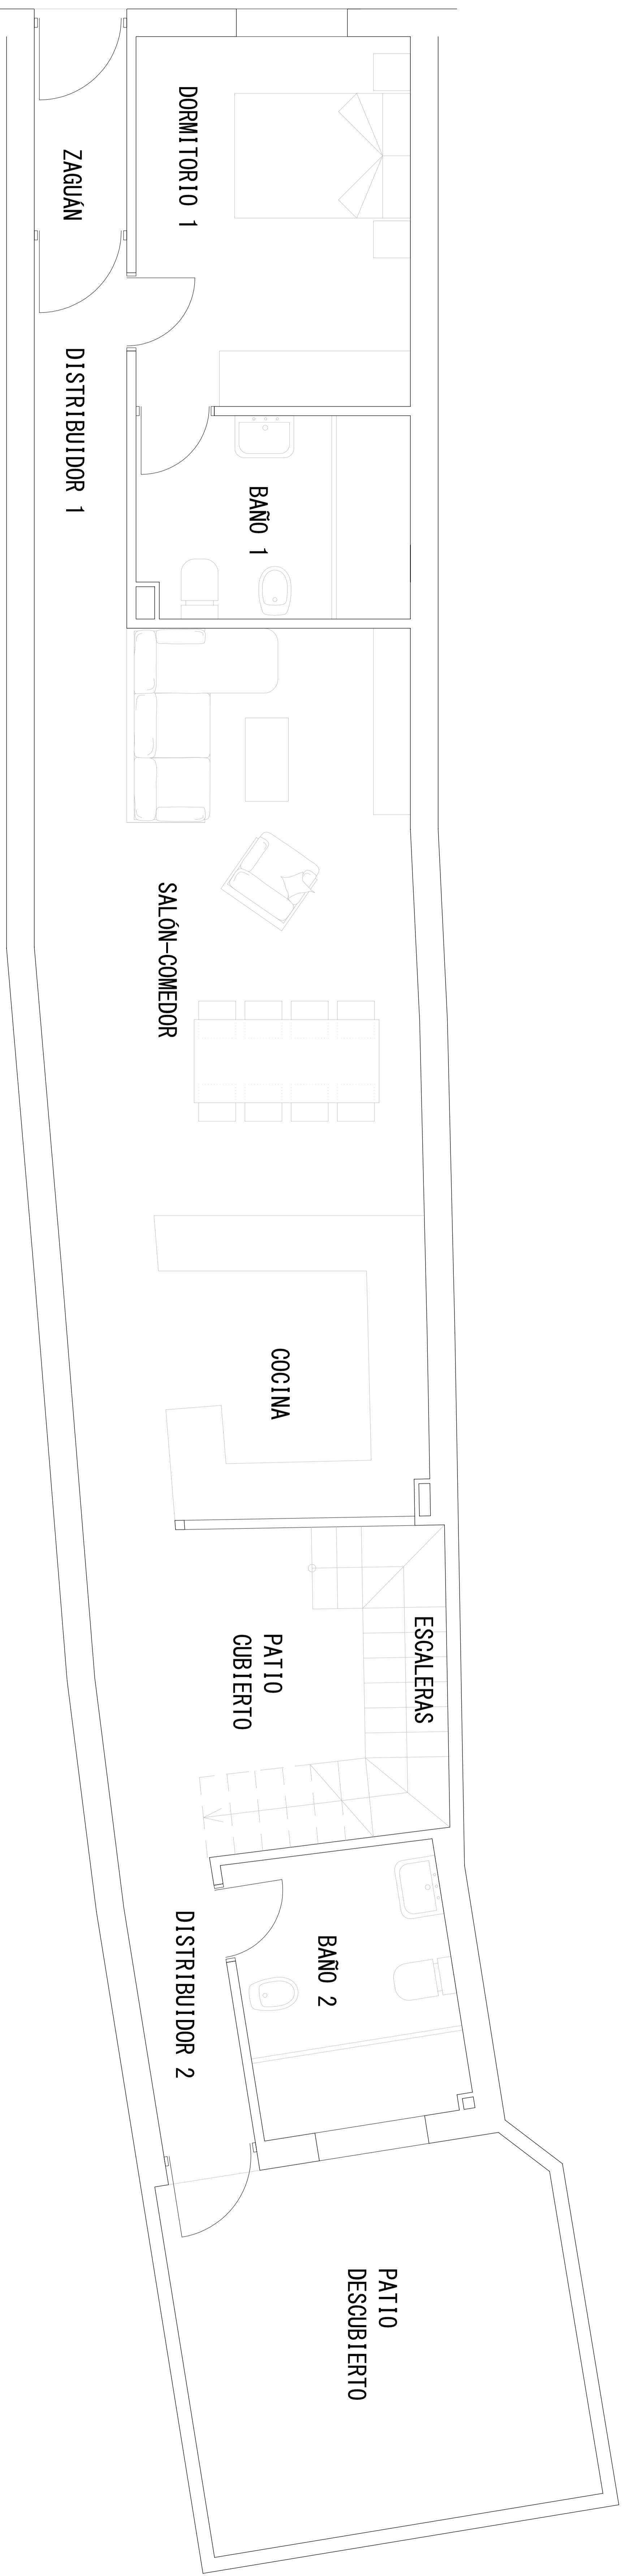 DORMITORIO 1
ZAGUÁN
DISTRIBUIDOR 1
BAÑO 1
SALÓN-COMEDOR
COCINA
ESCALERAS
PATIO
CUBIERTO
DISTRIBUIDOR 2
BAÑO 2
PATIO
DESCUBIERTO